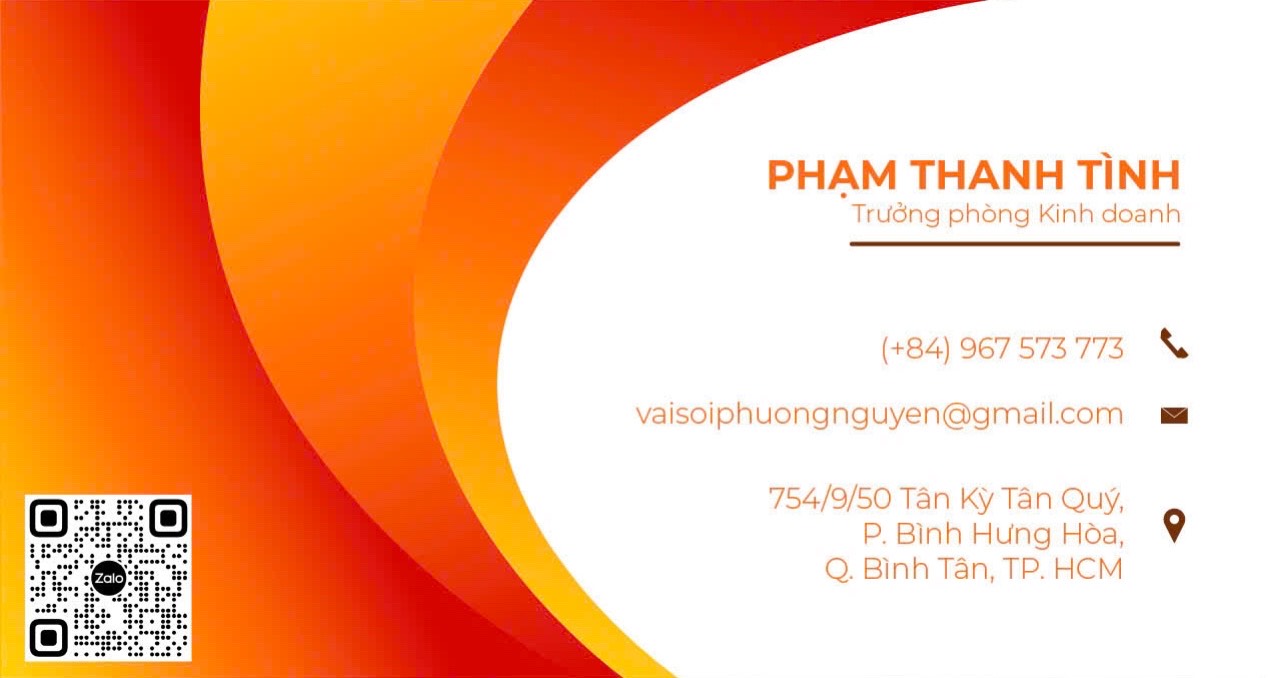 PHẠM THANH TÌNH
Trưởng phòng Kinh doanh
(+84) 967 573 773
vaisoiphuongnguyen@gmail.com
754/9/50 Tân Kỳ Tân Quý,
P. Bình Hưng Hòa,
Q. Bình Tân, TP. HCM
Zalo